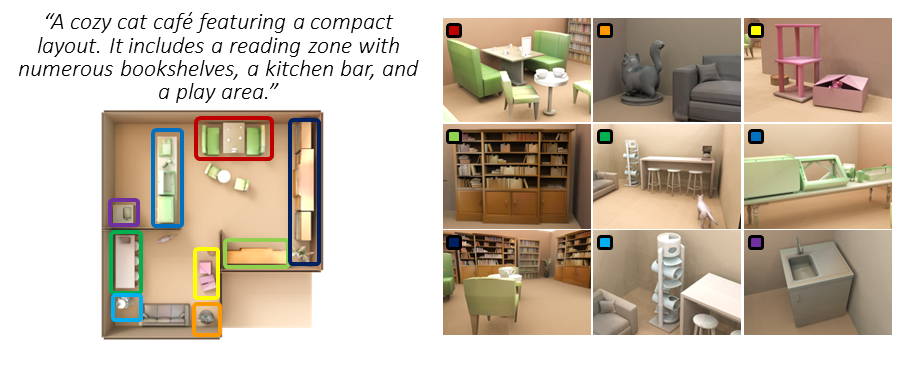 “A cozy cat café featuring a compact
layout. It includes a reading zone with
numerous bookshelves, a kitchen bar, and
a play area.”